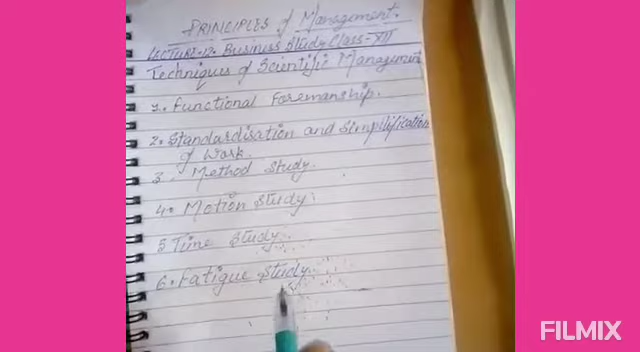 PRINCIPLES of Management.
LECTURE-12. Business Study Class-XII
Techniques of Scientific Management
1. Functional Foremanship.
2. Standardisation and Simplification
of Work.
3. Method Study.
4. Motion Study.
5 Time Study.
6. Fatigue Study.
FILMIX